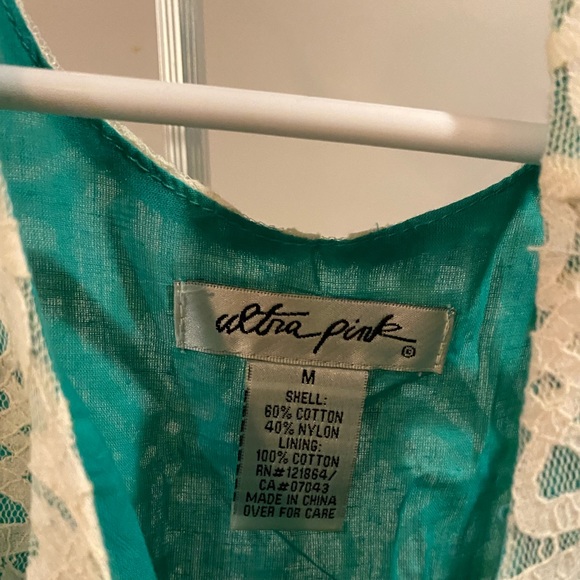 ultra pink ©
M
SHELL:
60% COTTON
40% NYLON
LINING:
100% COTTON
RN#121864/
CA#07043
MADE IN CHINA
OVER FOR CARE